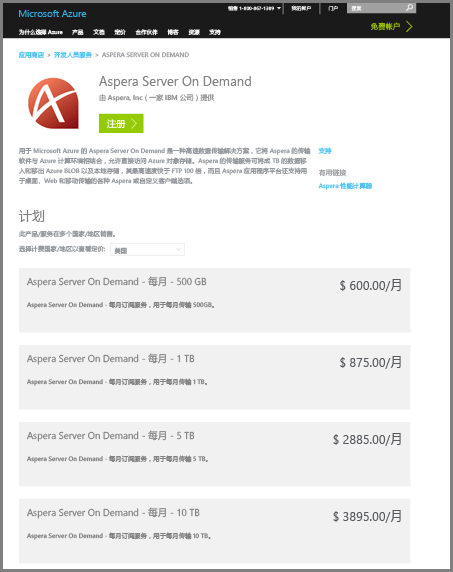 Microsoft Azure
销售 1-800-867-1389 我的帐户 门户 搜索
免费帐户
为什么选择 Azure 产品 文档 定价 合作伙伴 博客 资源 支持
应用商店 > 开发人员服务 > ASPERA SERVER ON DEMAND
Aspera Server On Demand
由 Aspera, Inc（一家 IBM 公司）提供
注册
用于 Microsoft Azure 的 Aspera Server On Demand 是一种高速数据传输解决方案，它将 Aspera 的传输
软件与 Azure 计算环境相结合，允许直接访问 Azure 对象存储。Aspera 的传输服务可将成 TB 的数据移
入和移出 Azure BLOB 以及本地存储，其最高速度快于 FTP 100 倍，而且 Aspera 应用程序平台还支持用
于桌面、Web 和移动传输的各种 Aspera 或自定义客户端选项。
支持
有用链接
Aspera 性能计算器
计划
此产品/服务在多个国家/地区销售。
选择计费国家/地区以查看定价: 美国
Aspera Server On Demand - 每月 - 500 GB
$ 600.00/月
Aspera Server On Demand - 每月订阅服务，用于每月传输 500GB。
Aspera Server On Demand - 每月 - 1 TB
$ 875.00/月
Aspera Server On Demand - 每月订阅服务，用于每月传输 1 TB。
Aspera Server On Demand - 每月 - 5 TB
$ 2885.00/月
Aspera Server On Demand - 每月订阅服务，用于每月传输 5 TB。
Aspera Server On Demand - 每月 - 10 TB
$ 3895.00/月
Aspera Server On Demand - 每月订阅服务，用于每月传输 10 TB。